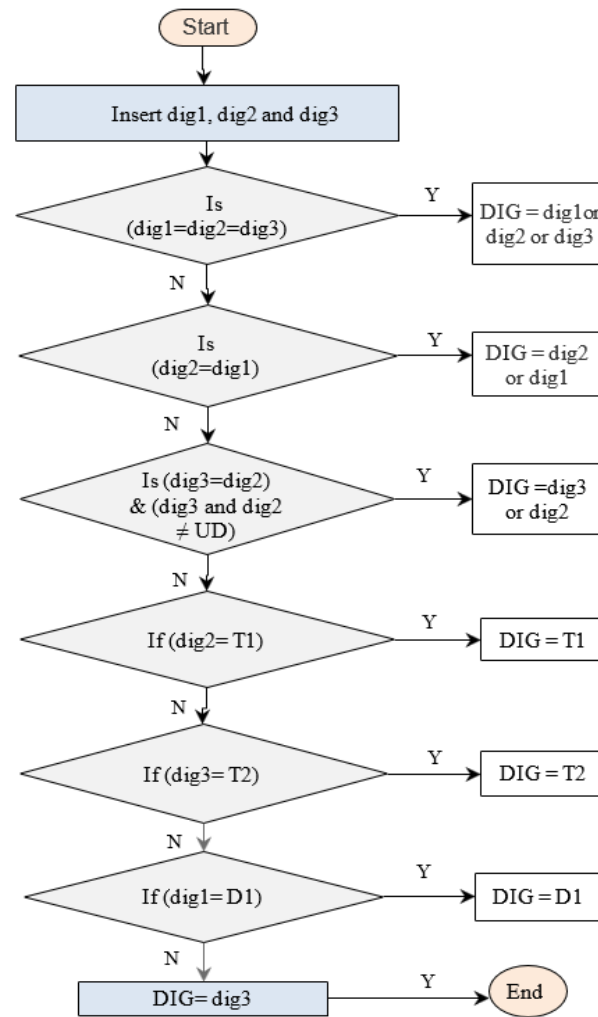 Start
Insert dig1, dig2 and dig3
Is
(dig1=dig2=dig3)
Y
DIG = dig1or
dig2 or dig3
N
Is
(dig2=dig1)
Y
DIG = dig2
or dig1
N
Is (dig3=dig2)
& (dig3 and dig2
≠ UD)
Y
DIG =dig3
or dig2
N
If (dig2= T1)
Y
DIG = T1
N
If (dig3= T2)
Y
DIG = T2
N
If (dig1= D1)
Y
DIG = D1
N
DIG= dig3
Y
End